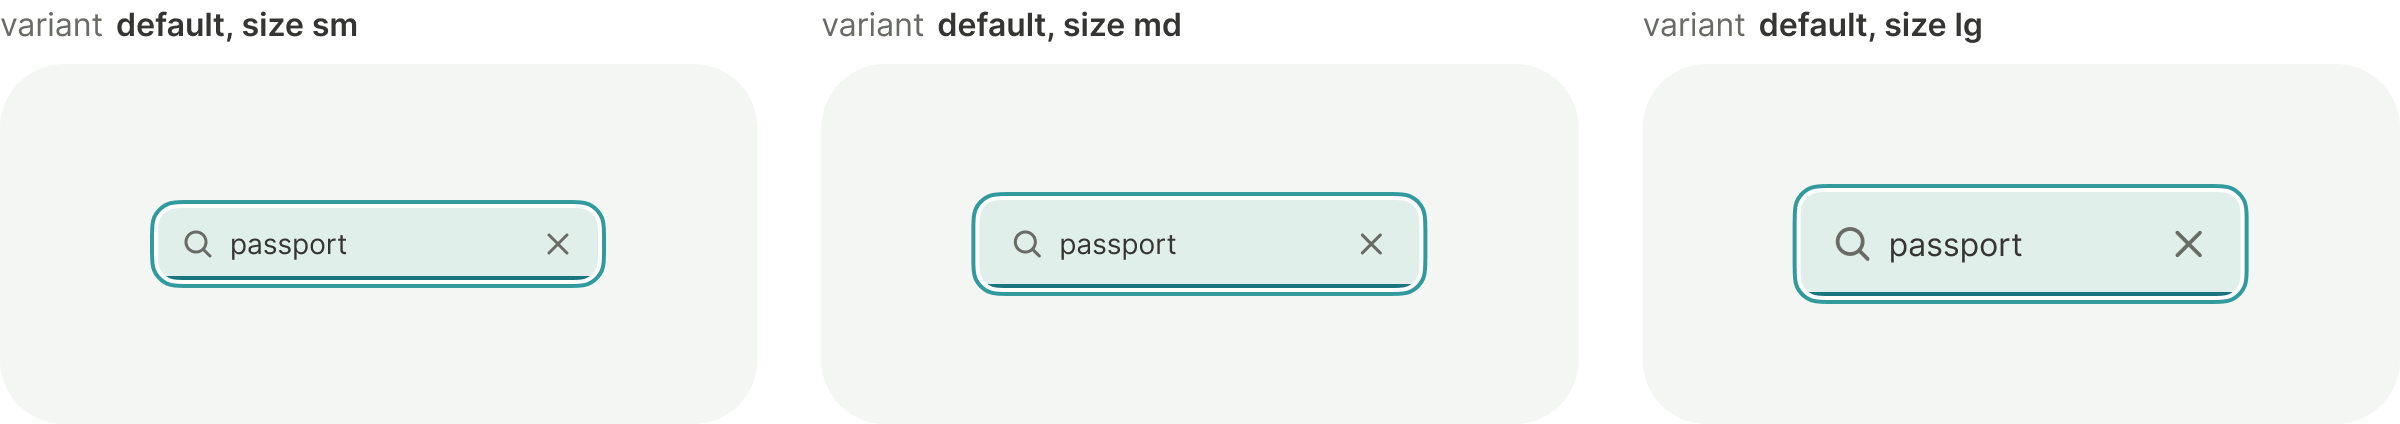 variant default, size sm
variant default, size md
variant default, size lg
passport
passport
passport